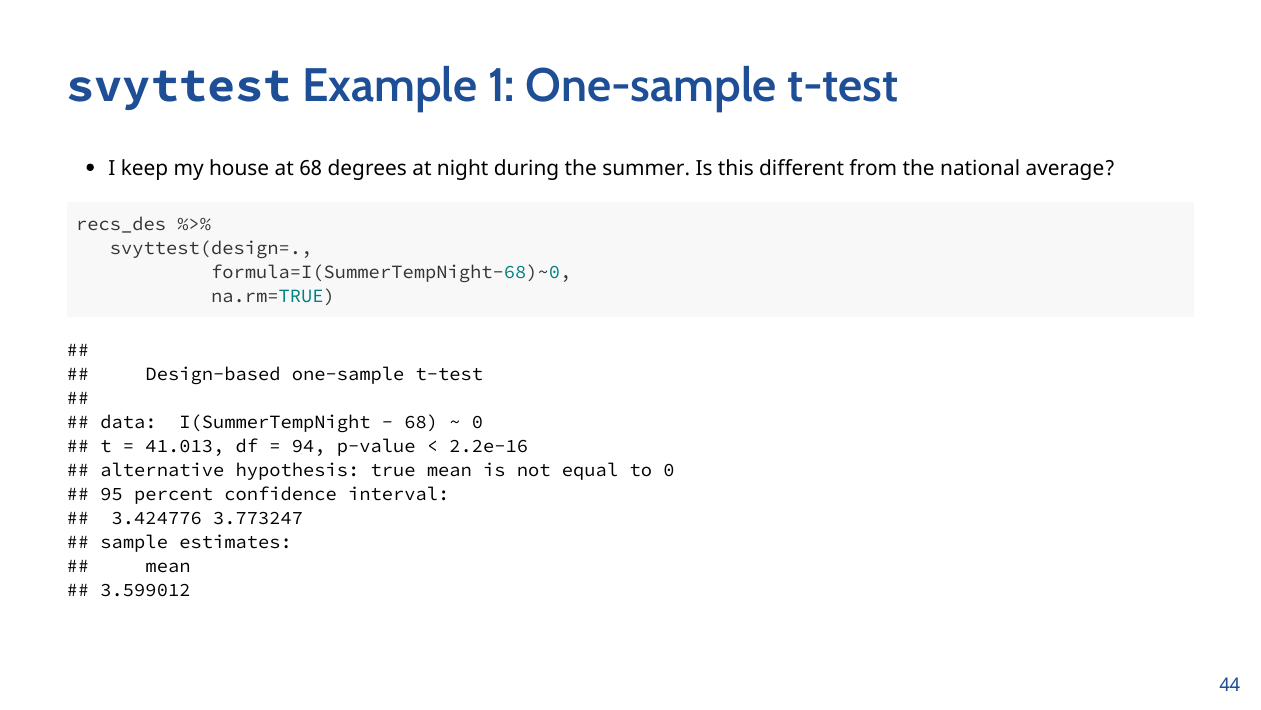 svyttest Example 1: One-sample t-test
• I keep my house at 68 degrees at night during the summer. Is this different from the national average?
recs_des %>%
   svyttest(design=.,
            formula=I(SummerTempNight-68)~0,
            na.rm=TRUE)
##
##     Design-based one-sample t-test
##
## data:  I(SummerTempNight - 68) ~ 0
## t = 41.013, df = 94, p-value < 2.2e-16
## alternative hypothesis: true mean is not equal to 0
## 95 percent confidence interval:
##  3.424776 3.773247
## sample estimates:
##     mean
## 3.599012
44